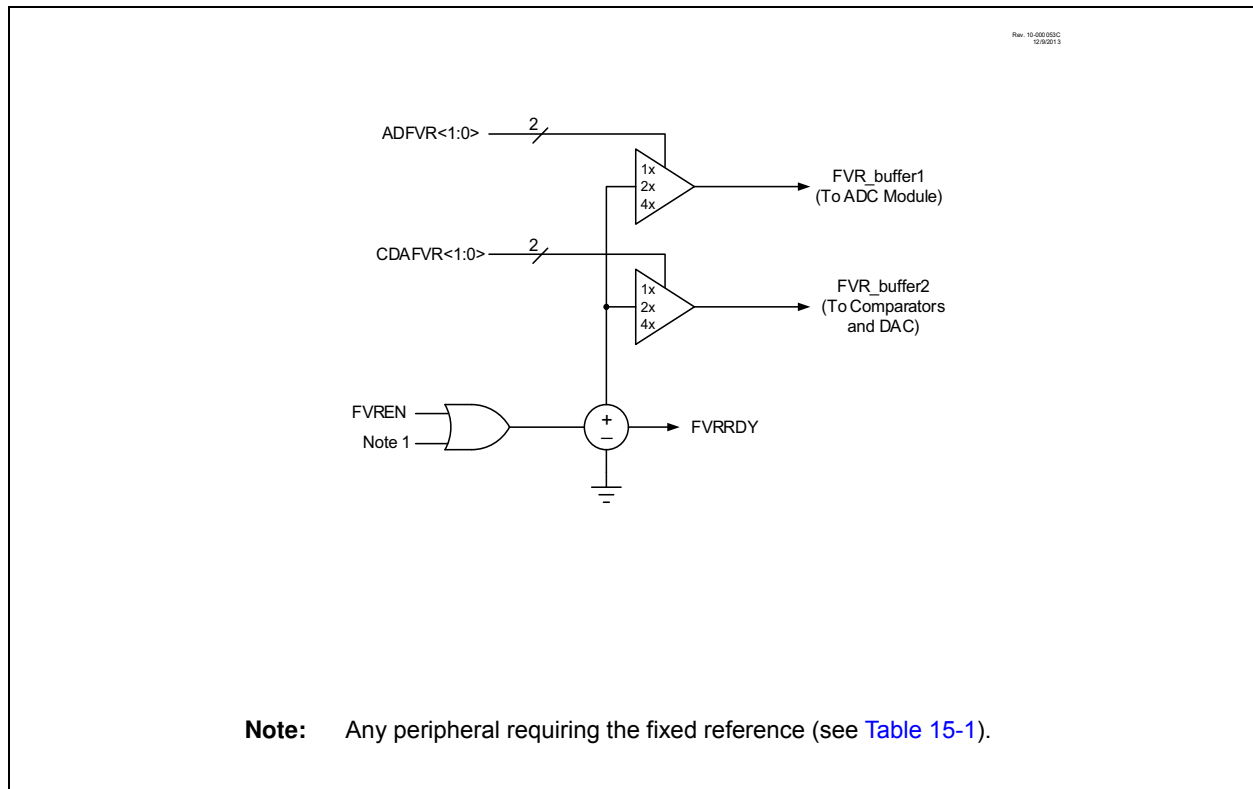 Rev. 10-000053C
12/9/2013
ADFVR<1:0>
2
1x
2x
4x
FVR_buffer1
(To ADC Module)
CDAFVR<1:0>
2
1x
2x
4x
FVR_buffer2
(To Comparators
and DAC)
FVREN
Note 1
+
–
FVRRDY
Note: Any peripheral requiring the fixed reference (see Table 15-1).